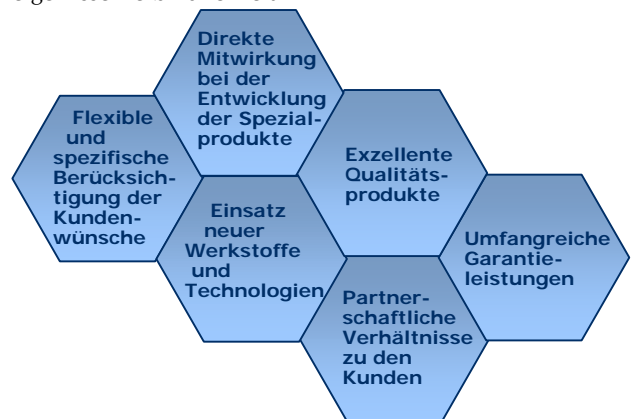 Direkte
Mitwirkung
bei der
Entwicklung
der Spezial-
produkte
Flexible
und
spezifische
Berücksich-
tigung der
Kunden-
wünsche
Exzellente
Qualitäts-
produkte
Einsatz
neuer
Werkstoffe
und
Technologien
Umfangreiche
Garantie-
leistungen
Partner-
schaftliche
Verhältnisse
zu den
Kunden